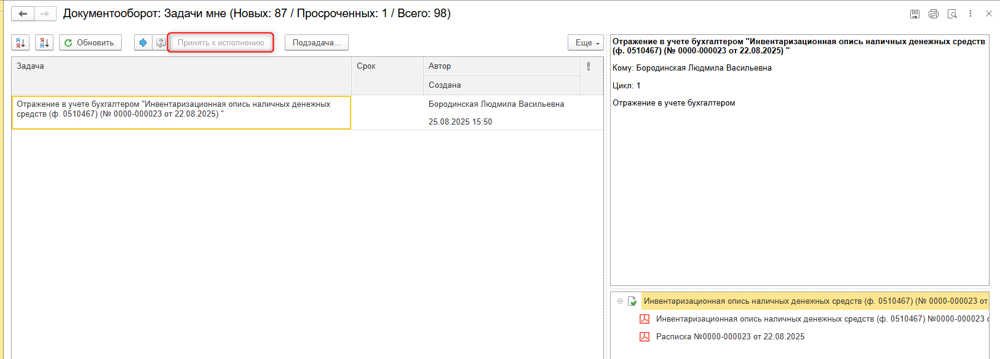 Документооборот: Задачи мне (Новых: 87 / Просроченных: 1 / Всего: 98)
Обновить
Принять к исполнению
Подзадача...
Еще
Задача
Срок
Автор
Создана
Отражение в учете бухгалтером "Инвентаризационная опись наличных денежных
средств (ф. 0510467) (№ 0000-000023 от 22.08.2025) "
Бородинская Людмила Васильевна
25.08.2025 15:50
Отражение в учете бухгалтером "Инвентаризационная опись наличных денежных средств
(ф. 0510467) (№ 0000-000023 от 22.08.2025) "
Кому: Бородинская Людмила Васильевна
Цикл: 1
Отражение в учете бухгалтером
Инвентаризационная опись наличных денежных средств (ф. 0510467) (№ 0000-000023 от
Инвентаризационная опись наличных денежных средств (ф. 0510467) №0000-000023
Расписка №0000-000023 от 22.08.2025